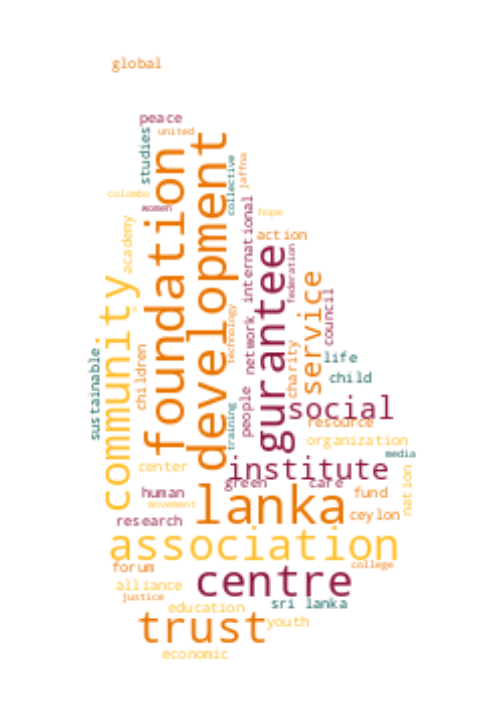 global
peace
united
studies
foundation
development
collective
jaffna
colombo
women
hope
academy
international
action
federation
gurantee
community
service
council
technology
network
charity
children
sustainable
life
child
people
social
training
resource
organization
center
institute
media
green
care
nation
human
fund
movement
lanka
ceylon
research
association
forum
college
alliance
centre
justice
education
sri lanka
trust
youth
economic